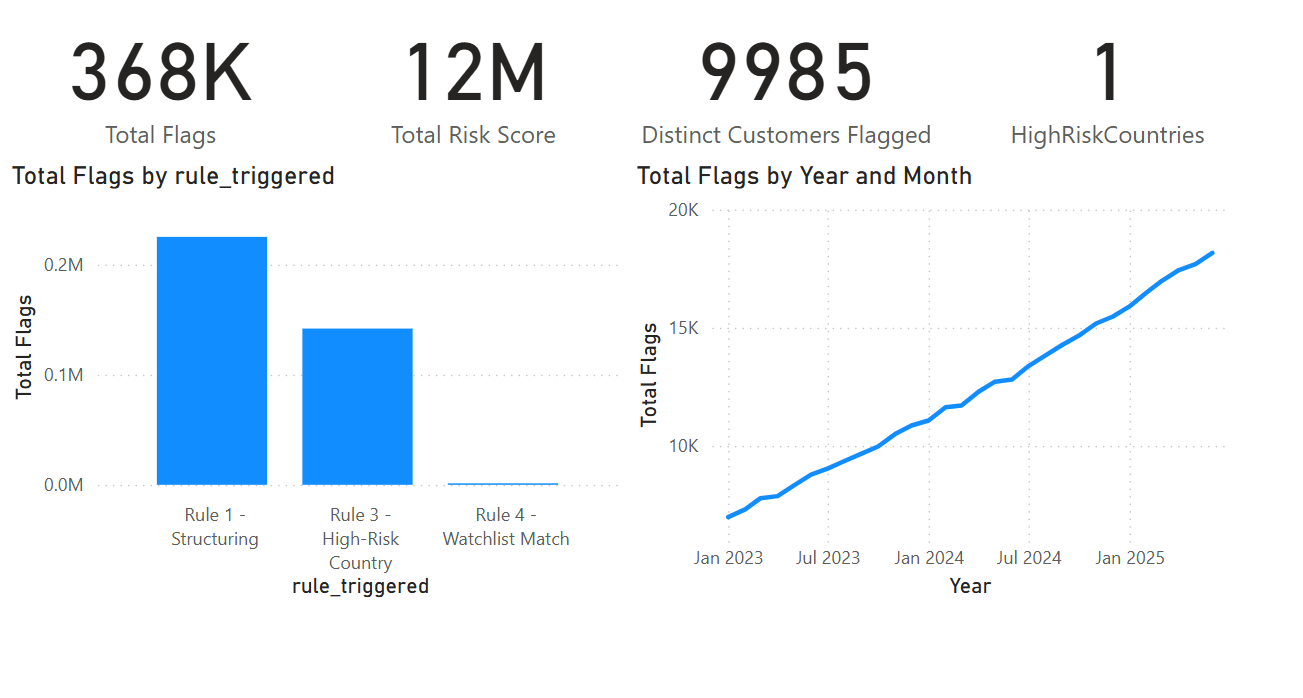 368K
Total Flags
12M
Total Risk Score
9985
Distinct Customers Flagged
1
HighRiskCountries
Total Flags by rule_triggered
Total Flags
0.2M
0.1M
0.0M
Rule 1 -
Structuring
Rule 3 -
High-Risk
Country
Rule 4 -
Watchlist Match
rule_triggered
Total Flags by Year and Month
Total Flags
20K
15K
10K
Jan 2023
Jul 2023
Jan 2024
Jul 2024
Jan 2025
Year